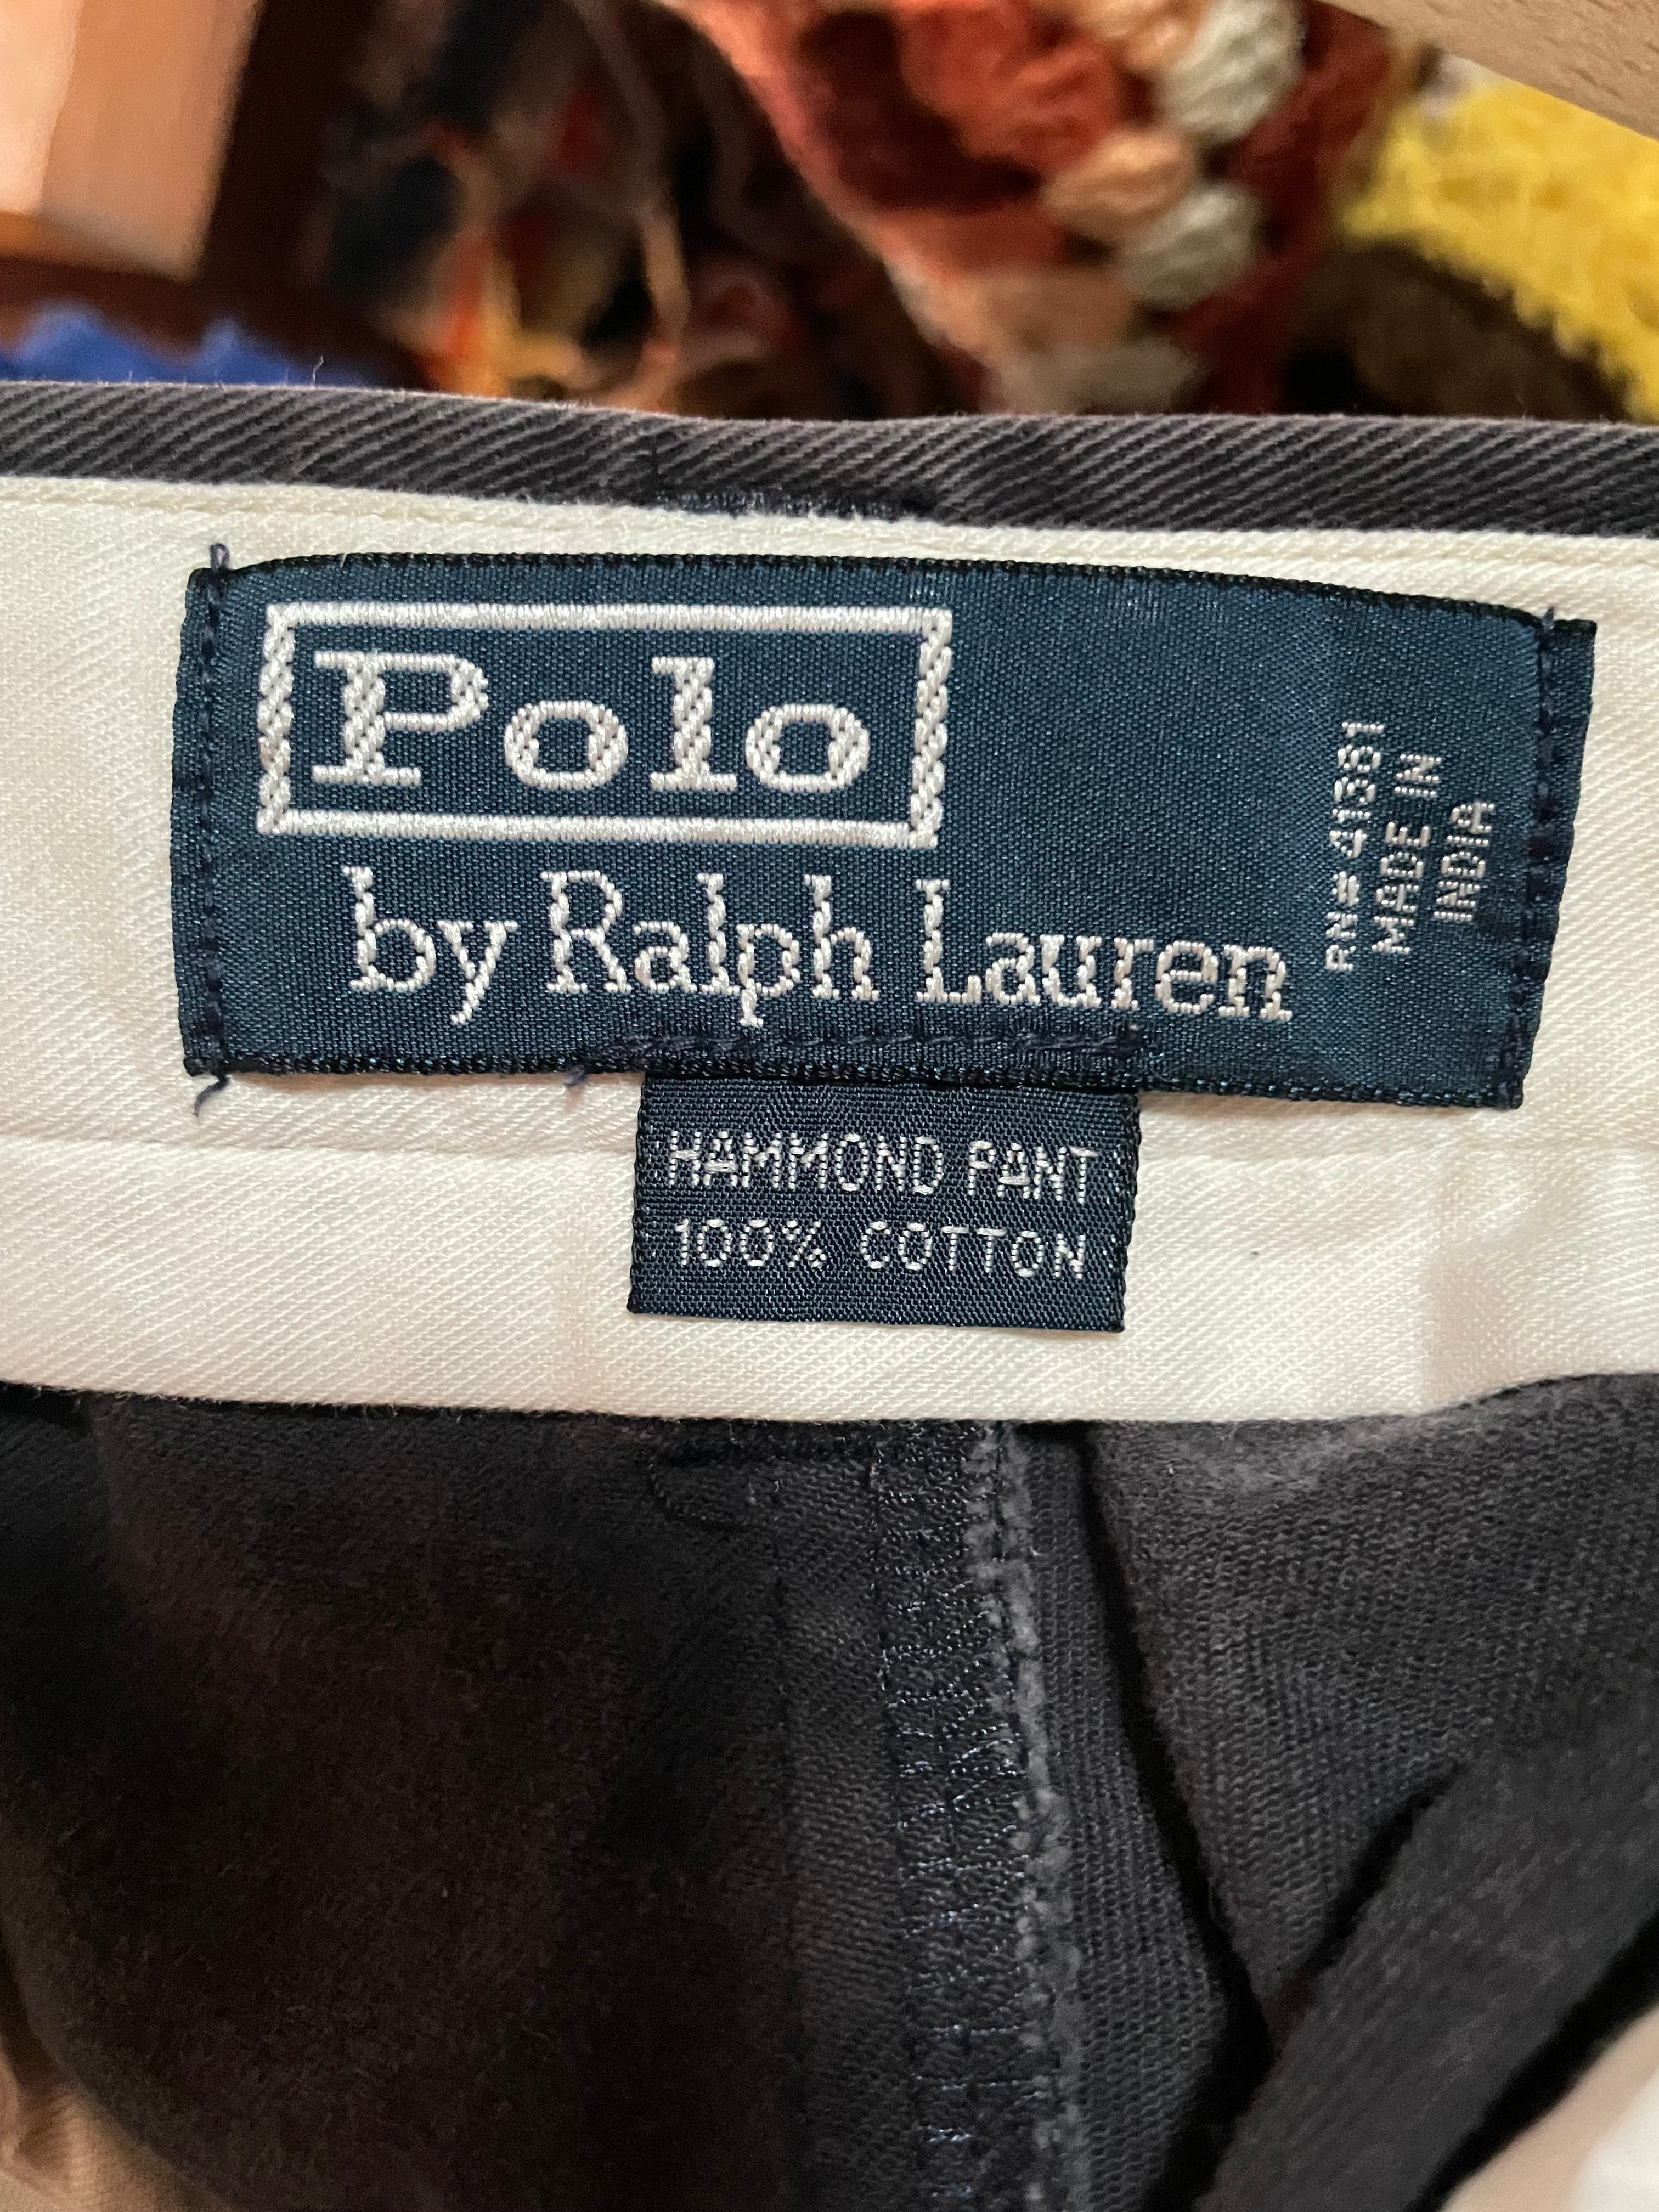 Polo
by Ralph Lauren
RN= 41381
MADE IN
INDIA
HAMMOND PANT
100% COTTON